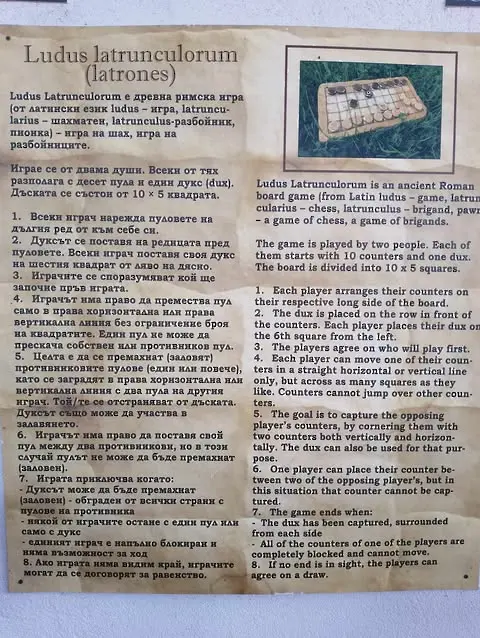 Ludus latrunculorum
(latrones)
Ludus Latrunculorum е древна римска игра
(от латински език ludus – игра, latruncu-
larius – шахматен, latrunculus-разбойник,
пионка) – игра на шах, игра на
разбойниците.
Играе се от двама души. Всеки от тях
разполага с десет пула и един дукс (dux).
Дъската се състои от 10 × 5 квадрата.
1. Всеки играч нарежда пуловете на
дългия ред от към себе си.
2. Дуксът се поставя на редицата пред
пуловете. Всеки играч поставя своя дукс
на шестия квадрат от ляво на дясно.
3. Играчите се споразумяват кой ще
започне пръв играта.
4. Играчът има право да премества пул
само в права хоризонтална или права
вертикална линия без ограничение броя
на квадратите. Един пул не може да
прескача собствен или противников пул.
5. Целта е да се премахнат (заловят)
противниковите пулове (един или повече),
като се заградят в права хоризонтална или
вертикална линия с два пула на другия
играч. Той/те се отстраняват от дъската.
Дуксът също може да участва в
залавянето.
6. Играчът има право да постави свой
пул между два противникови, но в този
случай пулът не може да бъде премахнат
(заловен).
7. Играта приключва когато:
- Дуксът може да бъде премахнат
(заловен) - обграден от всички страни с
пулове на противника
- някой от играчите остане с един пул или
само с дукс
- единият играч е напълно блокиран и
няма възможност за ход
8. Ако играта няма видим край, играчите
могат да се договорят за равенство.
Ludus Latrunculorum is an ancient Roman
board game (from Latin ludus – game, latrun
cularius – chess, latrunculus – brigand, pawn
– a game of chess, a game of brigands.
The game is played by two people. Each of
them starts with 10 counters and one dux.
The board is divided into 10 x 5 squares.
1. Each player arranges their counters on
their respective long side of the board.
2. The dux is placed on the row in front of
the counters. Each player places their dux on
the 6th square from the left.
3. The players agree on who will play first.
4. Each player can move one of their coun-
ters in a straight horizontal or vertical line
only, but across as many squares as they
like. Counters cannot jump over other coun-
ters.
5. The goal is to capture the opposing
player's counters, by cornering them with
two counters both vertically and horizon-
tally. The dux can also be used for that pur-
pose.
6. One player can place their counter be-
tween two of the opposing player's, but in
this situation that counter cannot be cap-
tured.
7. The game ends when:
- The dux has been captured, surrounded
from each side
- All of the counters of one of the players are
completely blocked and cannot move.
8. If no end is in sight, the players can
agree on a draw.